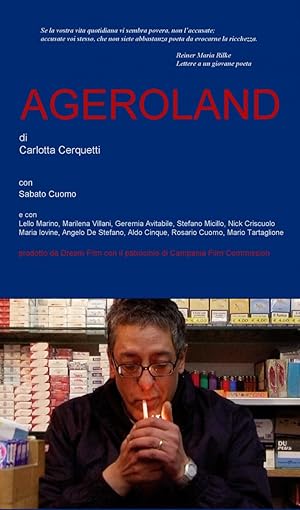 Se la vostra vita quotidiana vi sembra povera, non l'accusate;
accusate voi stesso, che non siete abbastanza poeta da evocarne la ricchezza.
Reiner Maria Rilke
Lettere a un giovane poeta
AGEROLAND
di
Carlotta Cerquetti
con
Sabato Cuomo
e con
Lello Marino, Marilena Villani, Geremia Avitabile, Stefano Micillo, Nick Criscuolo
Maria Iovine, Angelo De Stefano, Aldo Cinque, Rosario Cuomo, Mario Tartaglione
prodotto da Dream Film con il patrocinio di Campania Film Commission
DU
PLUS